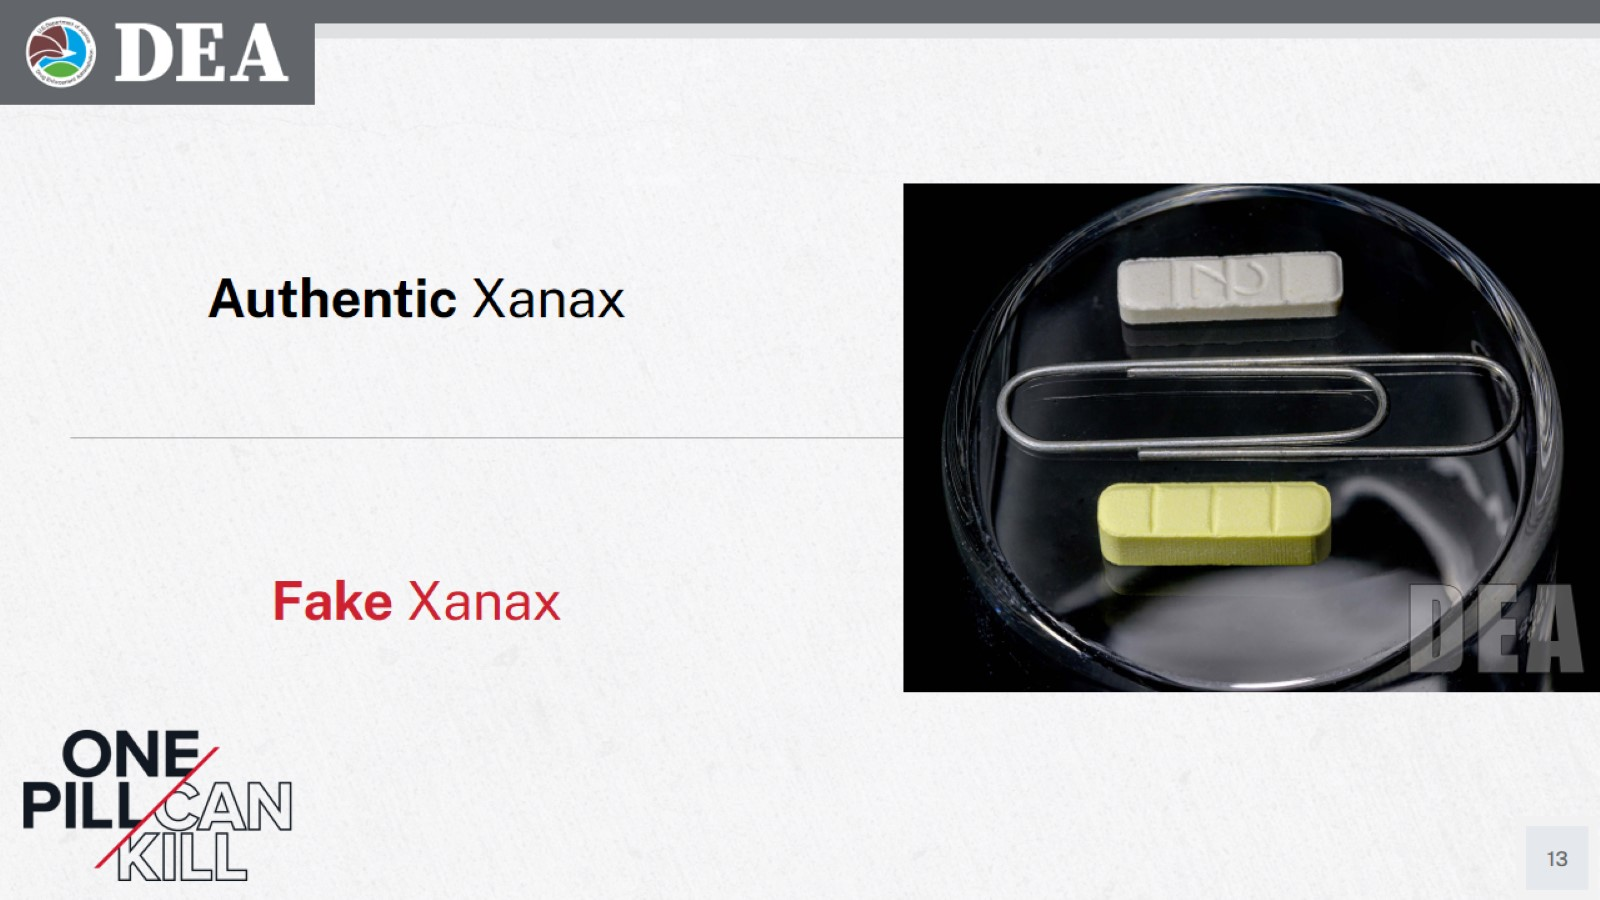 DEA
Authentic Xanax
Fake Xanax
DEA
ONE
PILL CAN
KILL
13